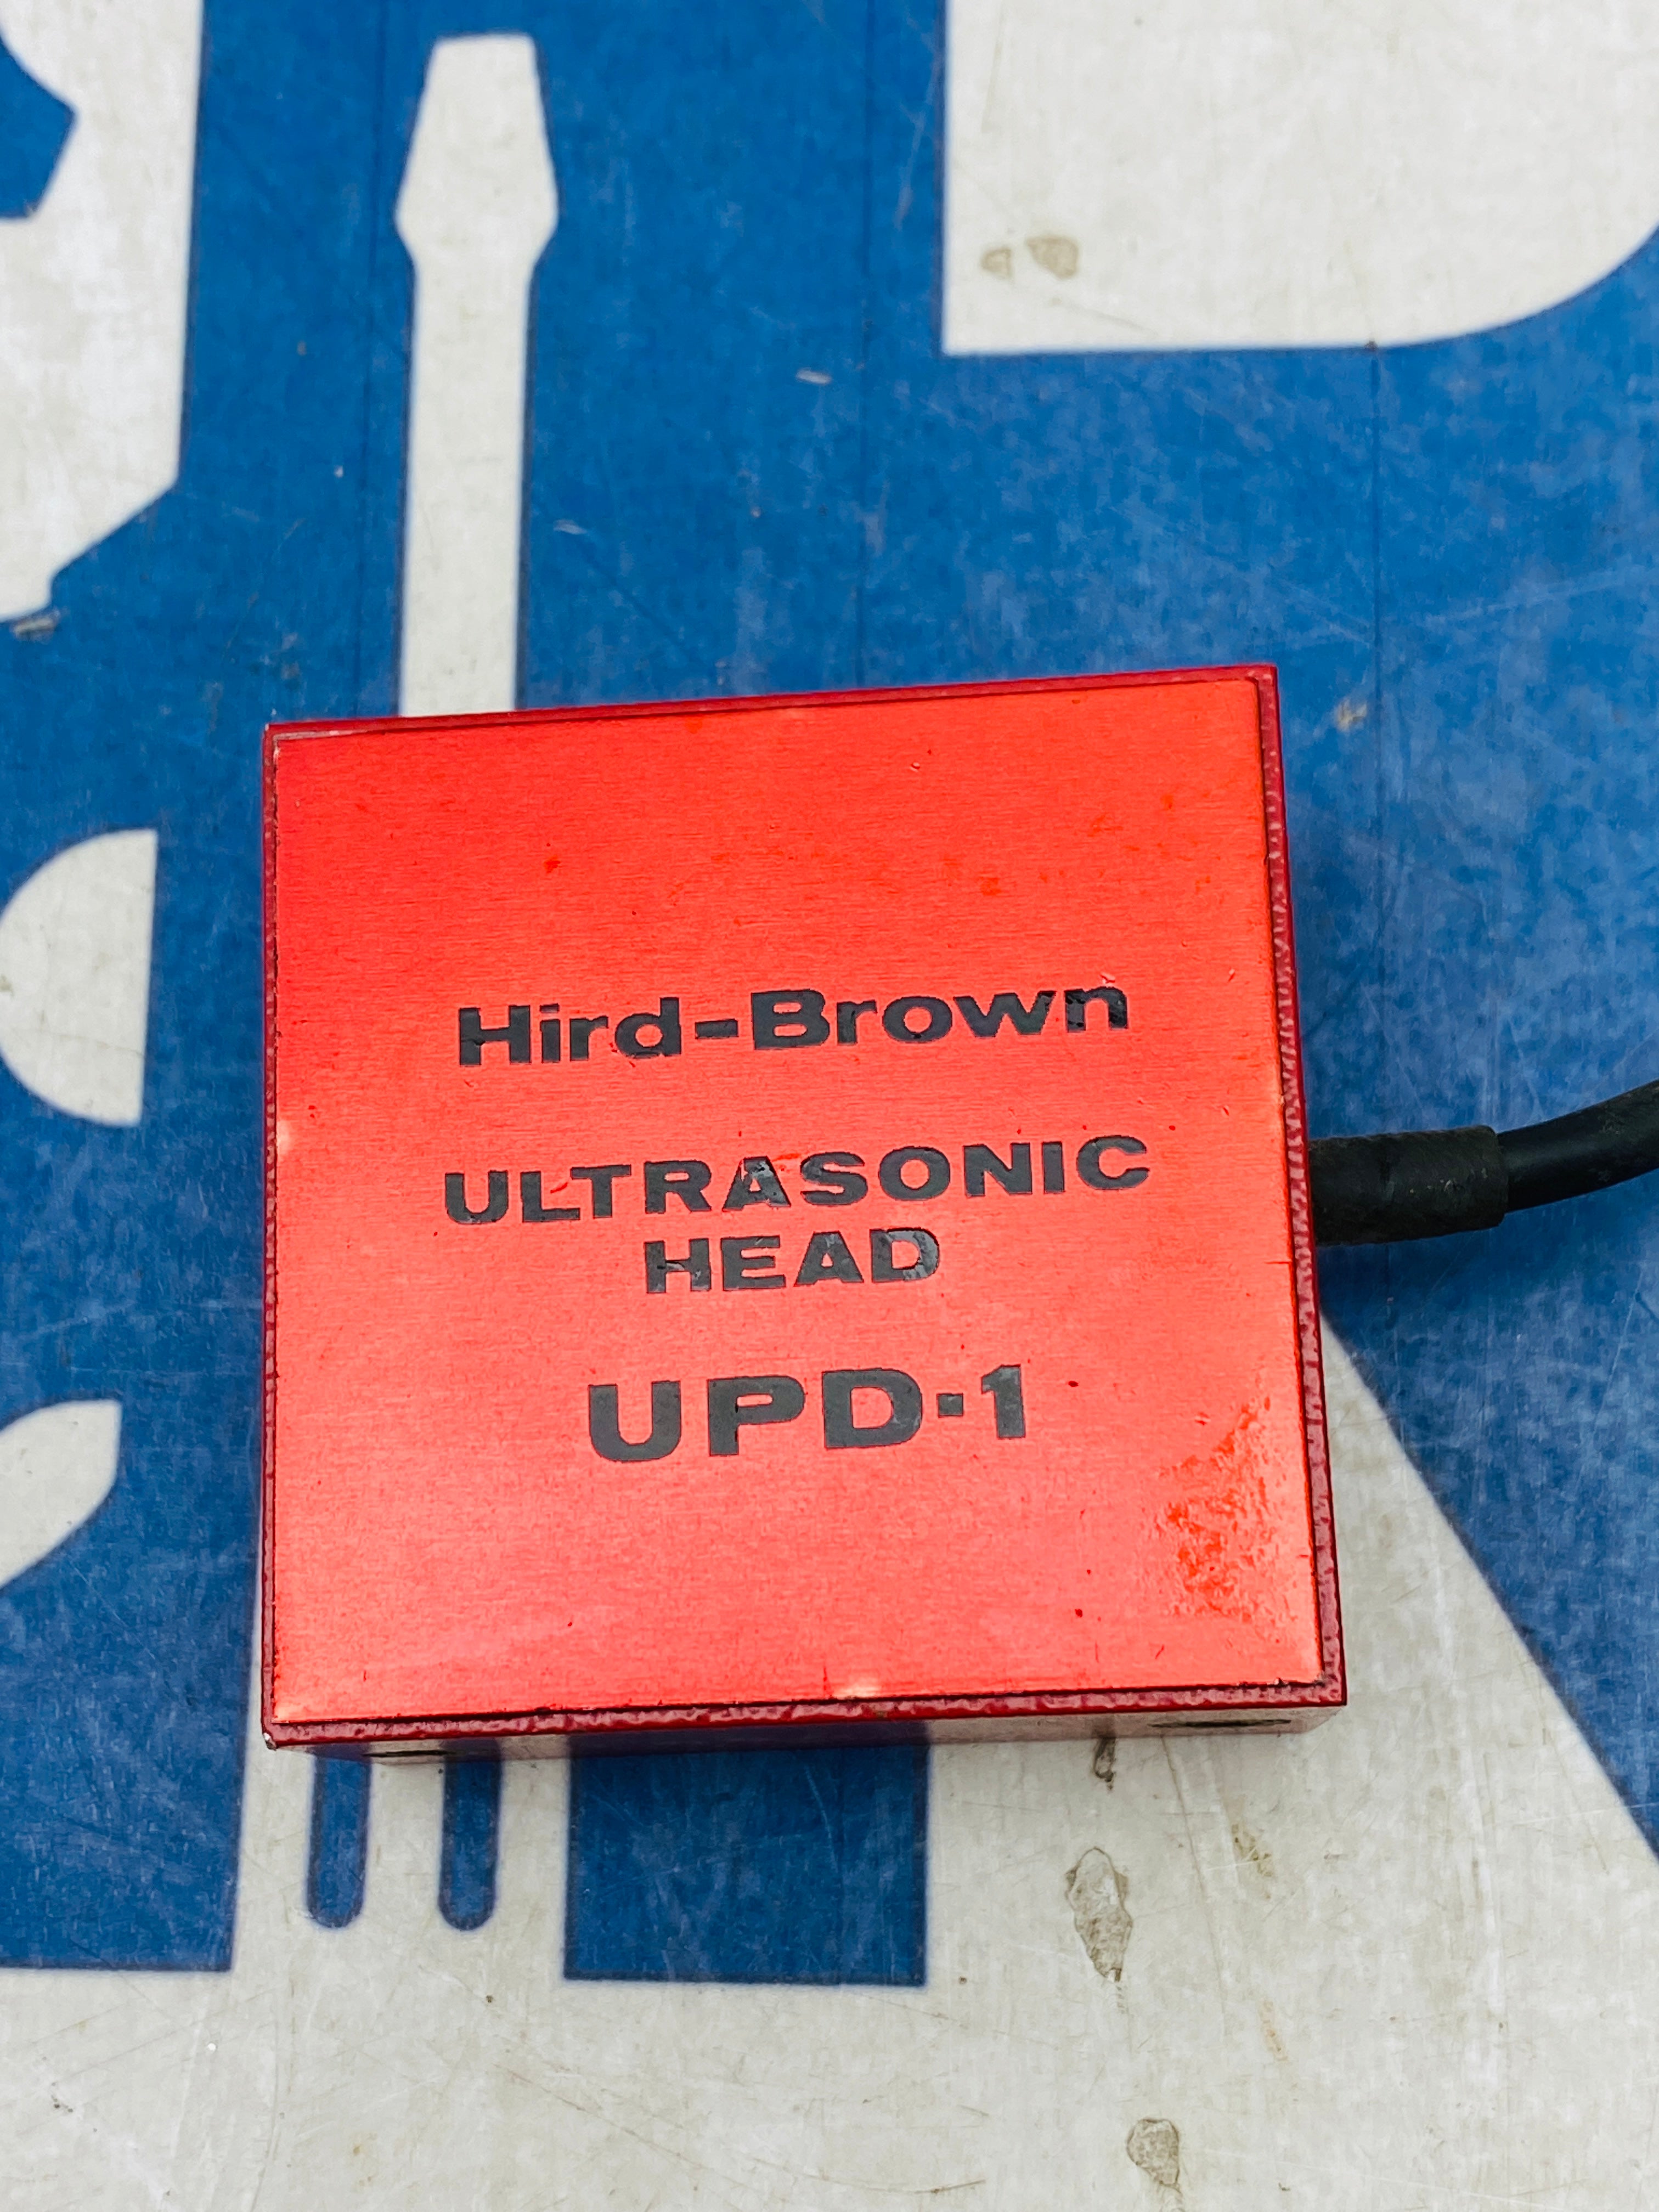 Hird-Brown
ULTRASONIC
HEAD
UPD·1